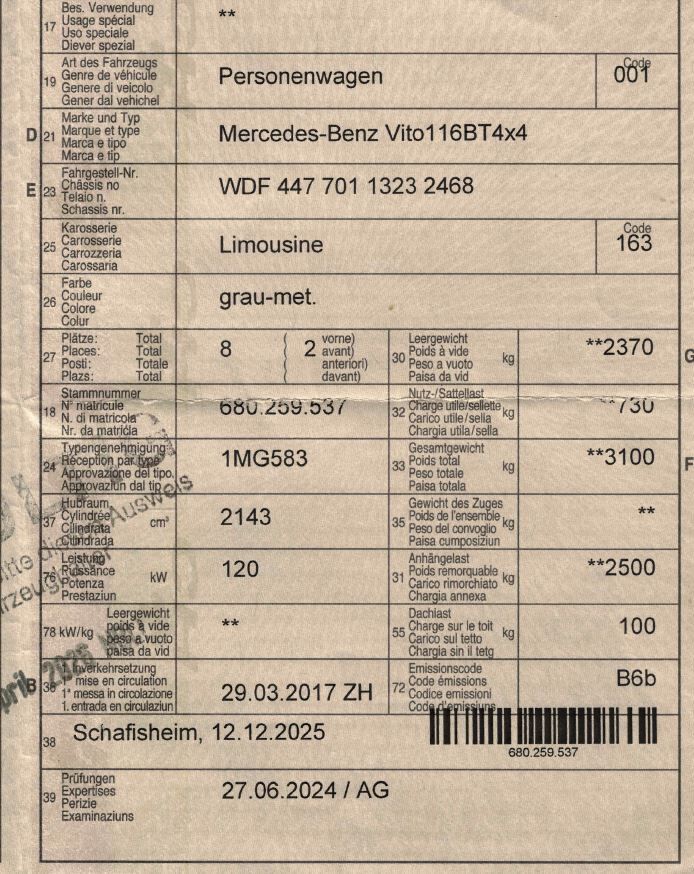 17 Bes. Verwendung
Usage spécial
Uso speciale
Diever spezial
**
19 Art des Fahrzeugs
Genre de véhicule
Genere di veicolo
Gener dal vehichel
Personenwagen
Code
001
D 21 Marke und Typ
Marque et type
Marca e tipo
Marca e tip
Mercedes-Benz Vito116BT4x4
E 23 Fahrgestell-Nr.
Châssis no
Telaio n.
Schassis nr.
WDF 447 701 1323 2468
25 Karosserie
Carrosserie
Carrozzeria
Carossaria
Limousine
Code
163
26 Farbe
Couleur
Colore
Colur
grau-met.
27 Plätze: Total
Places: Total
Posti: Totale
Plazs: Total
8 ( 2 vorne)
( avant)
( anteriori)
( davant)
30 Leergewicht
Poids à vide
Peso a vuoto
Paisa da vid
kg
**2370
G
18 Stammnummer
N° matricule
N. di matricola
Nr. da matricla
680.259.537
32 Nutz-/Sattellast
Charge utile/sellette
Carico utile/sella
Chargia utila/sella
kg
**730
24 Typengenehmigung
Réception par type
Approvazione del tipo
Approvaziun dal tip
1MG583
33 Gesamtgewicht
Poids total
Peso totale
Paisa totala
kg
**3100
F
37 Hubraum
Cylindrée
Cilindrata
Cilindrada
cm³
2143
35 Gewicht des Zuges
Poids de l'ensemble
Peso del convoglio
Paisa cumposiziun
kg
**
76 Leistung
Puissance
Potenza
Prestaziun
kW
120
31 Anhängelast
Poids remorquable
Carico rimorchiato
Chargia annexa
kg
**2500
78 kW/kg Leergewicht
poids à vide
peso a vuoto
paisa da vid
**
55 Dachlast
Charge sur le toit
Carico sul tetto
Chargia sin il tetg
kg
100
B 36 1. Inverkehrsetzung
mise en circulation
1ª messa in circolazione
1. entrada en circulaziun
29.03.2017 ZH
72 Emissionscode
Code émissions
Codice emissioni
Code d'emissiuns
B6b
38 Schafisheim, 12.12.2025
680.259.537
39 Prüfungen
Expertises
Perizie
Examinaziuns
27.06.2024 / AG
Ausweis